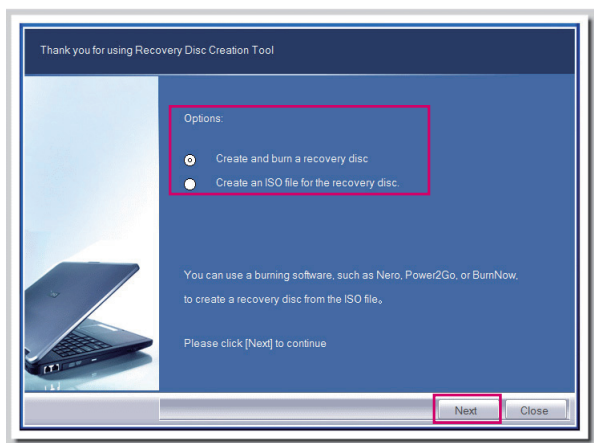 Thank you for using Recovery Disc Creation Tool
Options:
Create and burn a recovery disc
Create an ISO file for the recovery disc.
You can use a burning software, such as Nero, Power2Go, or BurnNow,
to create a recovery disc from the ISO file。
Please click [Next] to continue
Next
Close